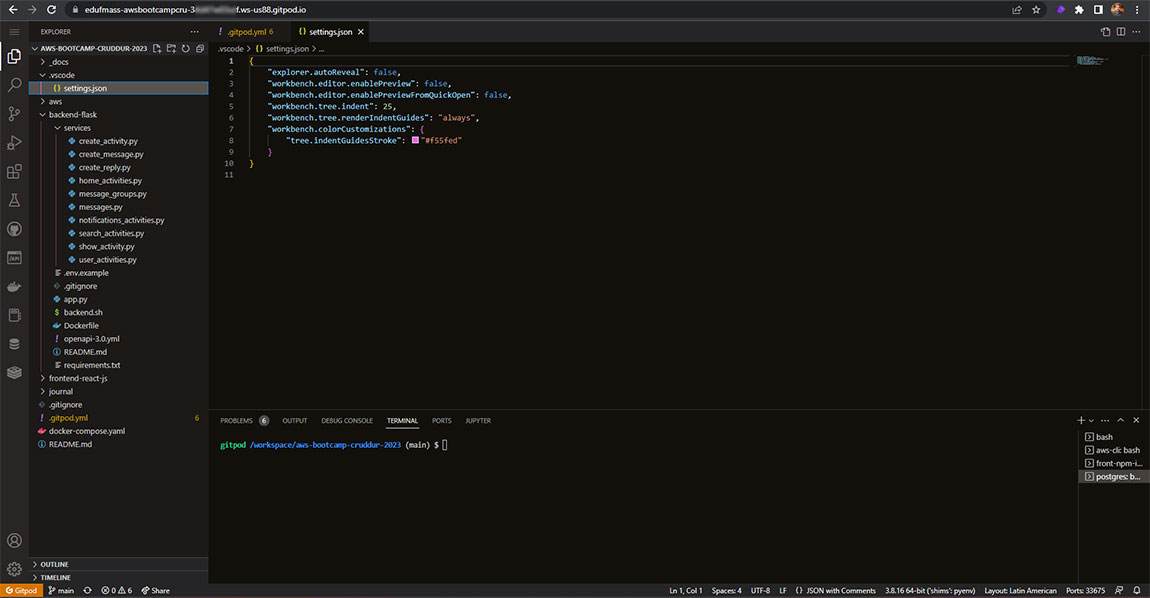 edufmass-awsbootcampcru-3 f.ws-us88.gitpod.io
EXPLORER
AWS-BOOTCAMP-CRUDDUR-2023
_docs
.vscode
{} settings.json
aws
backend-flask
services
create_activity.py
create_message.py
create_reply.py
home_activities.py
message_groups.py
messages.py
notifications_activities.py
search_activities.py
show_activity.py
user_activities.py
.env.example
.gitignore
app.py
$ backend.sh
Dockerfile
! openapi-3.0.yml
README.md
requirements.txt
frontend-react-js
journal
.gitignore
! .gitpod.yml 6
docker-compose.yaml
README.md
OUTLINE
TIMELINE
! .gitpod.yml 6
{} settings.json
.vscode > {} settings.json > ...
1 {
2 "explorer.autoReveal": false,
3 "workbench.editor.enablePreview": false,
4 "workbench.editor.enablePreviewFromQuickOpen": false,
5 "workbench.tree.indent": 25,
6 "workbench.tree.renderIndentGuides": "always",
7 "workbench.colorCustomizations": {
8 "tree.indentGuidesStroke": "#f55fed"
9 }
10 }
11
PROBLEMS 6 OUTPUT DEBUG CONSOLE TERMINAL PORTS JUPYTER
gitpod /workspace/aws-bootcamp-cruddur-2023 (main) $
bash
aws-cli: bash
front-npm-i...
postgres: b...
Gitpod main 0 6 Share
Ln 1, Col 1 Spaces: 4 UTF-8 LF {} JSON with Comments 3.8.16 64-bit ('shims': pyenv) Layout: Latin American Ports: 33675